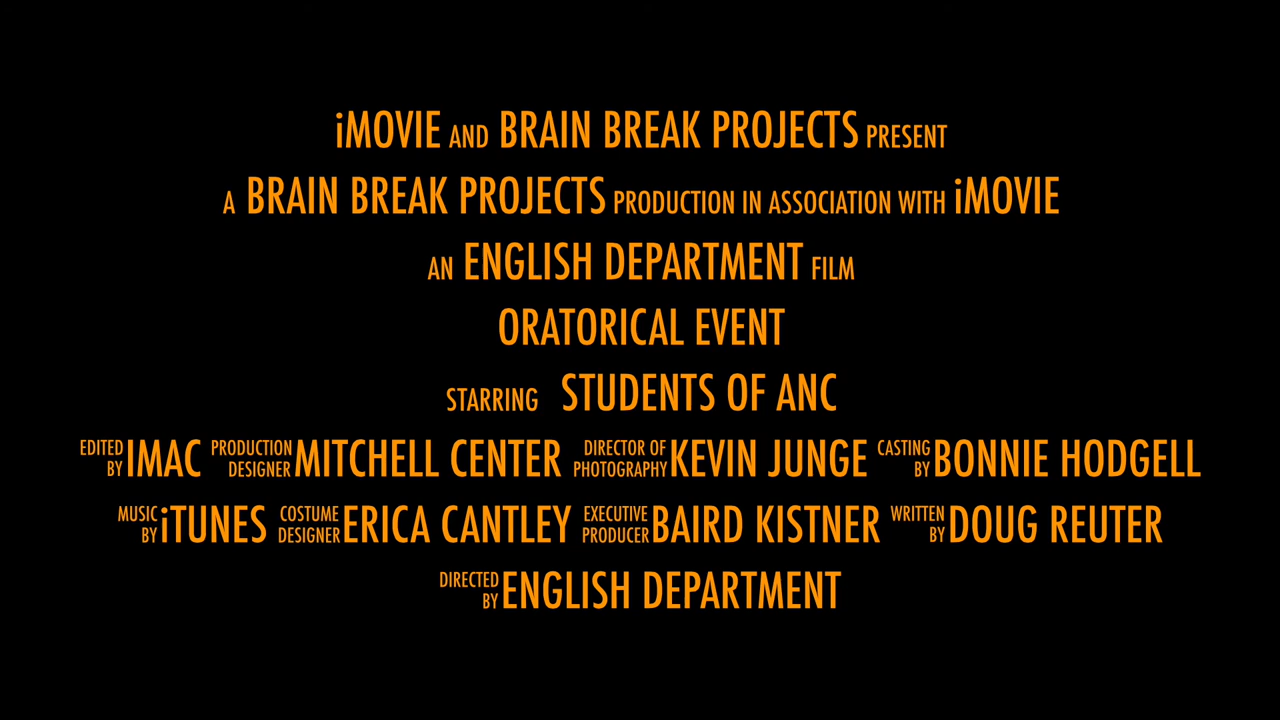 iMOVIE AND BRAIN BREAK PROJECTS PRESENT
A BRAIN BREAK PROJECTS PRODUCTION IN ASSOCIATION WITH iMOVIE
AN ENGLISH DEPARTMENT FILM
ORATORICAL EVENT
STARRING STUDENTS OF ANC
EDITED BY IMAC PRODUCTION DESIGNER MITCHELL CENTER DIRECTOR OF PHOTOGRAPHY KEVIN JUNGE CASTING BY BONNIE HODGELL
MUSIC BY iTUNES COSTUME DESIGNER ERICA CANTLEY EXECUTIVE PRODUCER BAIRD KISTNER WRITTEN BY DOUG REUTER
DIRECTED BY ENGLISH DEPARTMENT